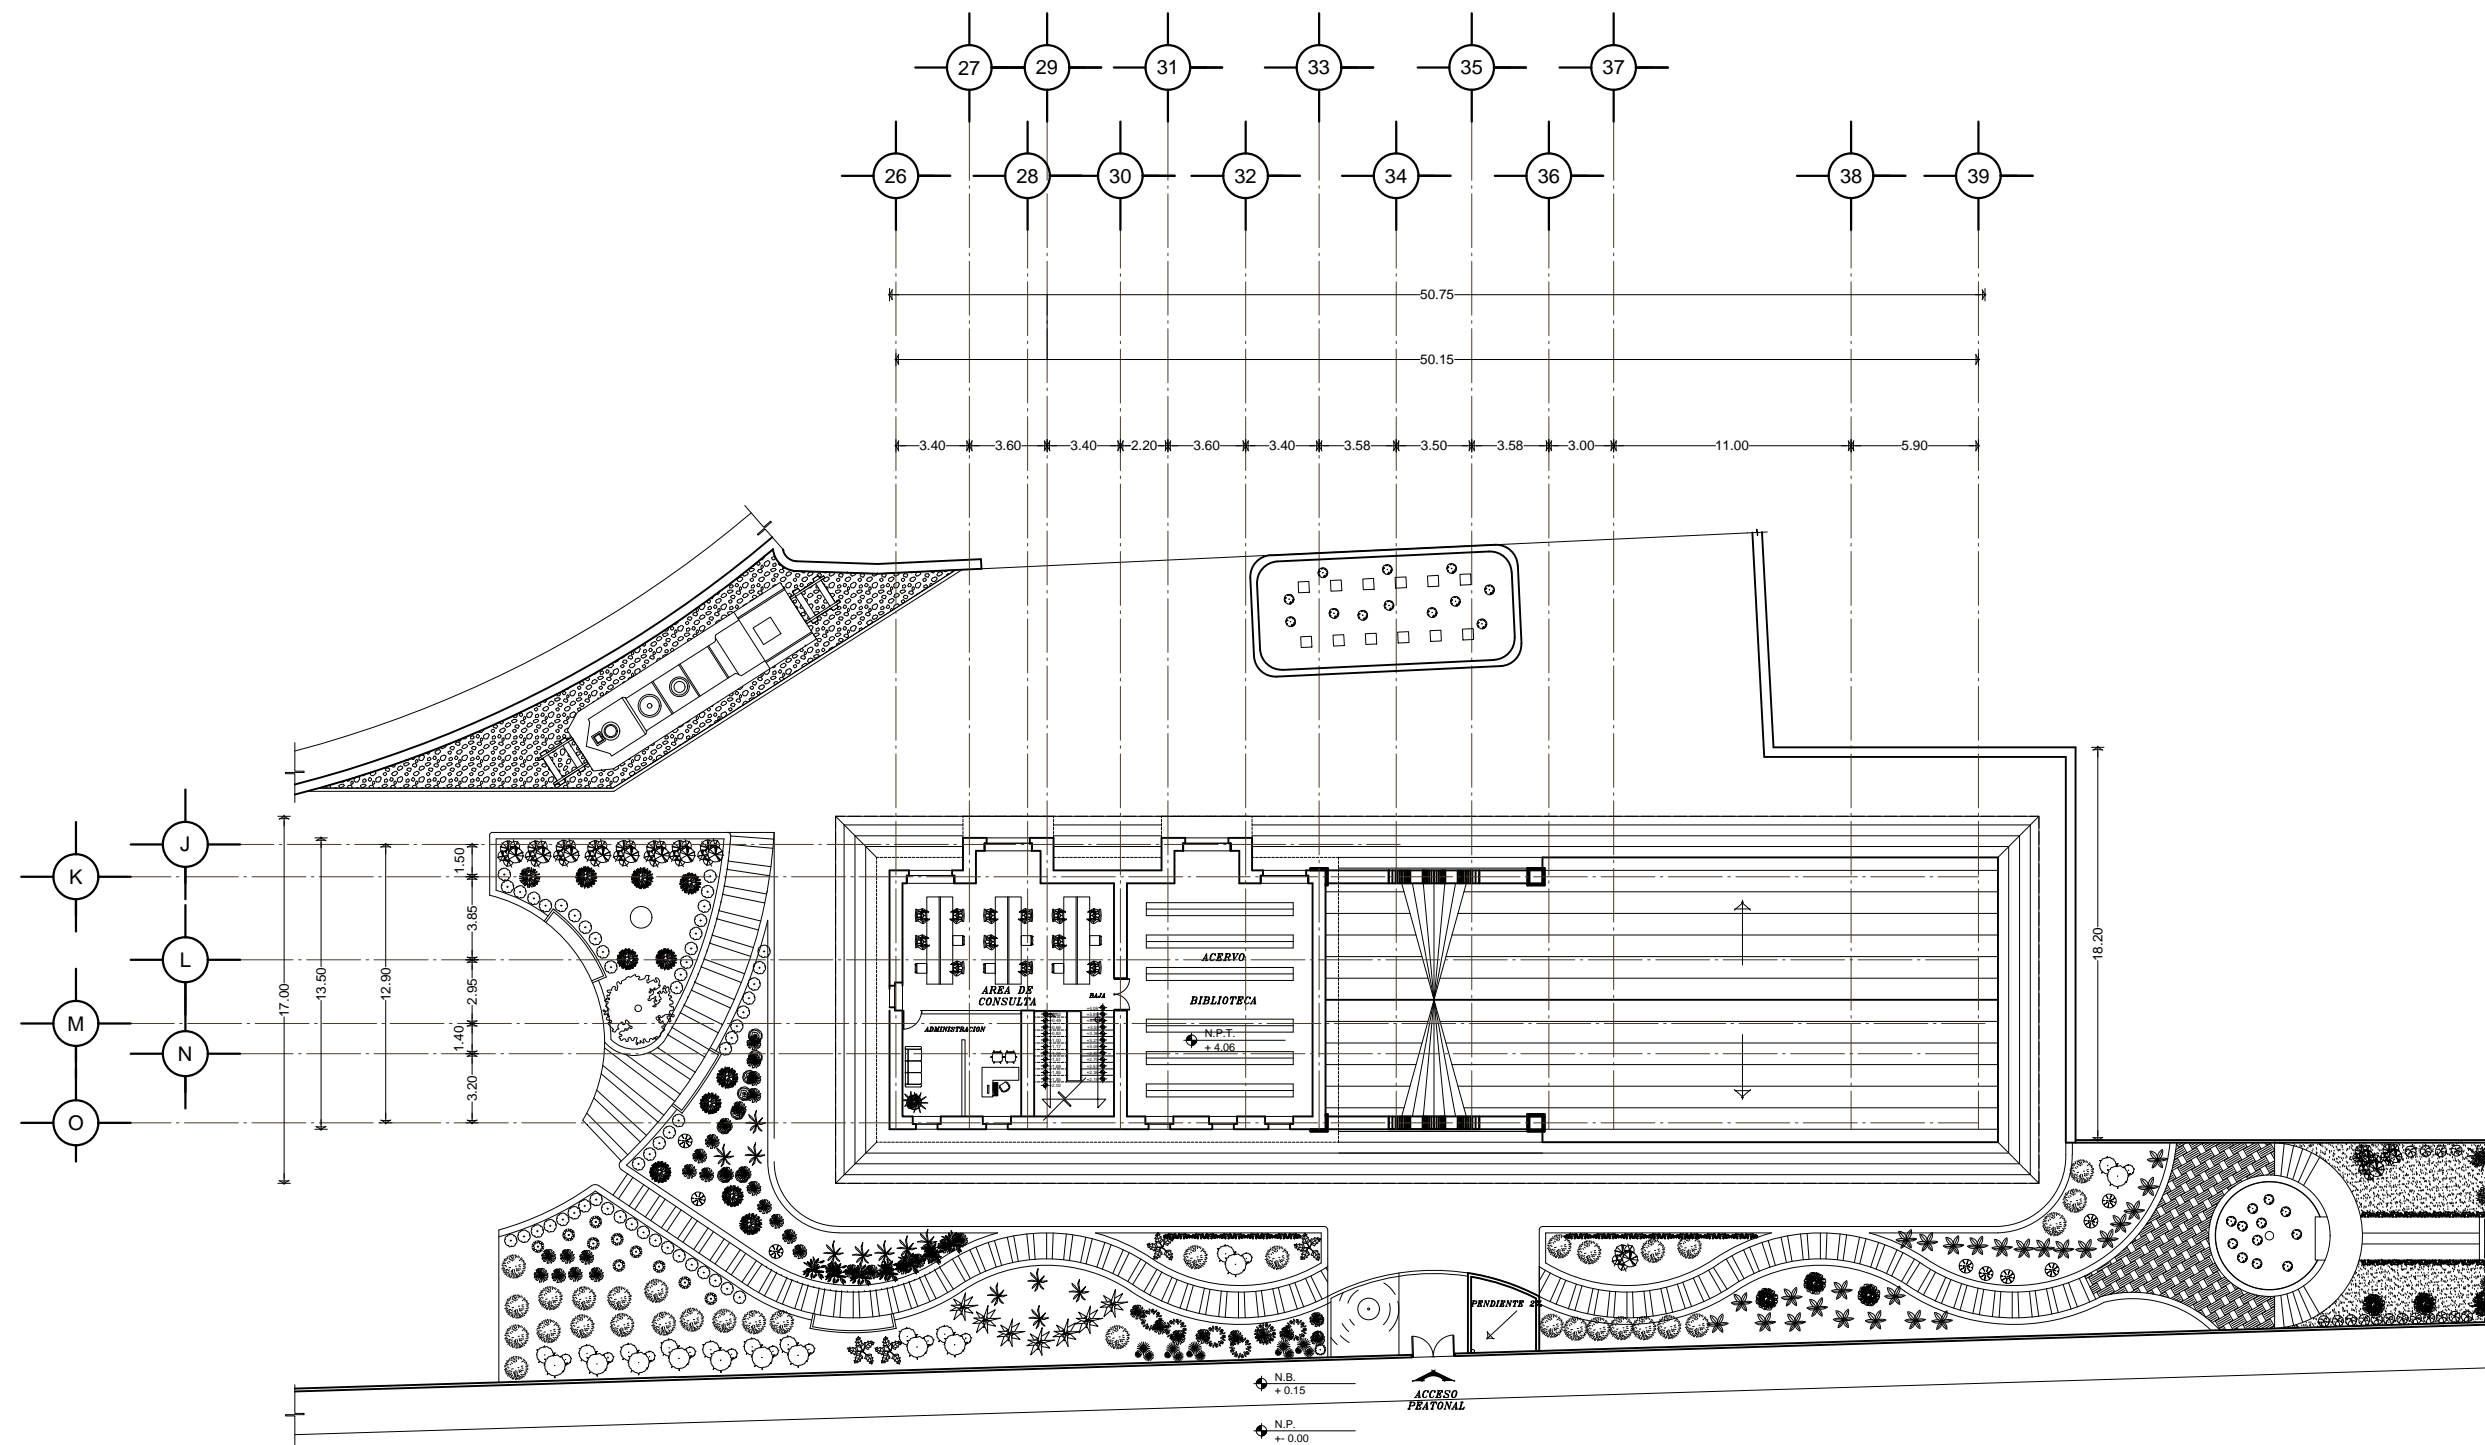 27 29 31 33 35 37
26 28 30 32 34 36 38 39
50.75
50.15
3.40 3.60 3.40 2.20 3.60 3.40 3.58 3.50 3.58 3.00 11.00 5.90
J
K
L
M
N
O
17.00
13.50
12.90
1.50
3.85
2.95
1.40
3.20
18.20
ACERVO
AREA DE
CONSULTA
BAJA
BIBLIOTECA
ADMINISTRACION
N.P.T.
+ 4.06
PENDIENTE 2%
N.B.
+ 0.15
ACCESO
PEATONAL
N.P.
+- 0.00